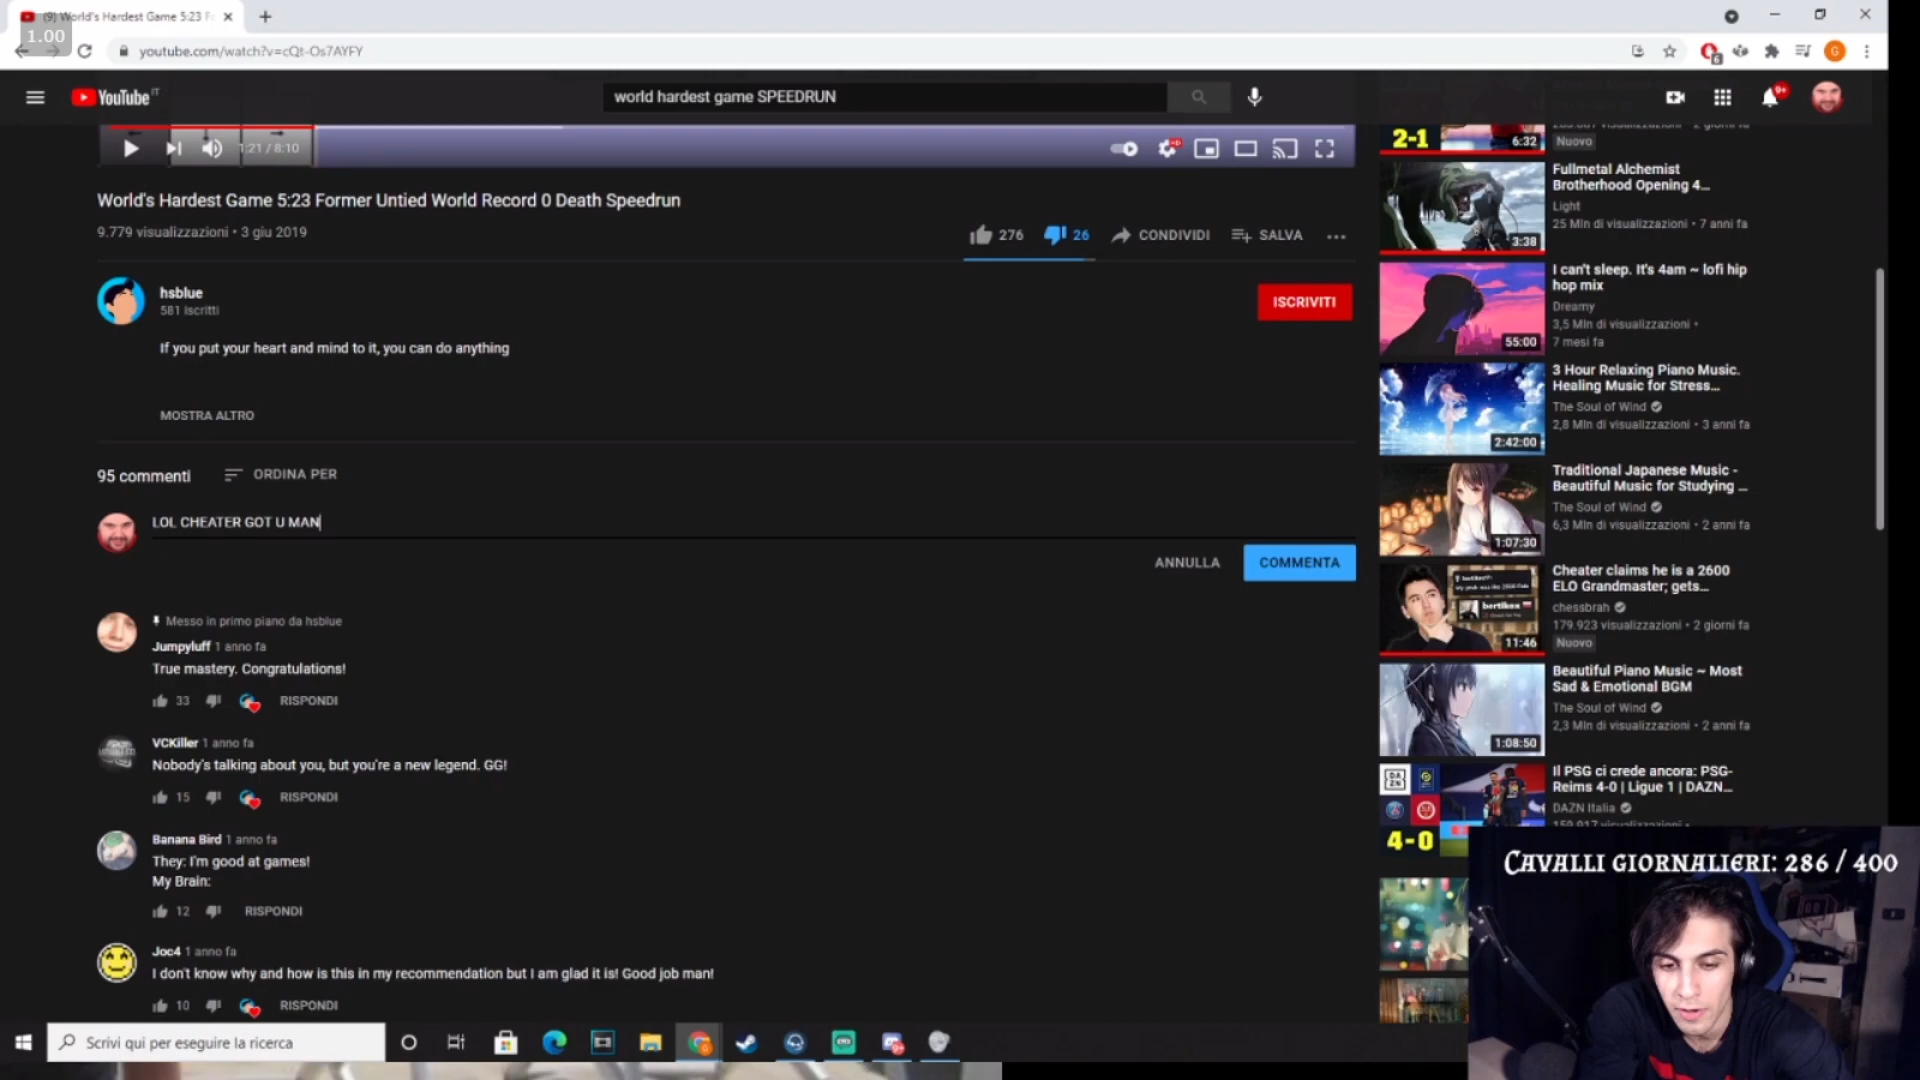 (9) World's Hardest Game 5:23 F
1.00
youtube.com/watch?v=cQt-Os7AYFY
6
G
YouTube IT
world hardest game SPEEDRUN
9+
1:21 / 8:10
HD
World's Hardest Game 5:23 Former Untied World Record 0 Death Speedrun
9.779 visualizzazioni • 3 giu 2019
276
26
CONDIVIDI
SALVA
hsblue
581 iscritti
ISCRIVITI
If you put your heart and mind to it, you can do anything
MOSTRA ALTRO
95 commenti
ORDINA PER
LOL CHEATER GOT U MAN
ANNULLA
COMMENTA
Messo in primo piano da hsblue
Jumpyluff 1 anno fa
True mastery. Congratulations!
33
RISPONDI
VCKiller 1 anno fa
Nobody's talking about you, but you're a new legend. GG!
15
RISPONDI
Banana Bird 1 anno fa
They: I'm good at games!
My Brain:
12
RISPONDI
Joc4 1 anno fa
I don't know why and how is this in my recommendation but I am glad it is! Good job man!
10
RISPONDI
2-1
6:32
Nuovo
Fullmetal Alchemist
Brotherhood Opening 4...
Light
25 Mln di visualizzazioni • 7 anni fa
3:38
I can't sleep. It's 4am ~ lofi hip
hop mix
Dreamy
3,5 Mln di visualizzazioni •
7 mesi fa
55:00
3 Hour Relaxing Piano Music.
Healing Music for Stress...
The Soul of Wind
2,8 Mln di visualizzazioni • 3 anni fa
2:42:00
Traditional Japanese Music -
Beautiful Music for Studying ...
The Soul of Wind
6,3 Mln di visualizzazioni • 2 anni fa
1:07:30
Cheater claims he is a 2600
ELO Grandmaster; gets...
chessbrah
179.923 visualizzazioni • 2 giorni fa
Nuovo
bertikox
11:46
Beautiful Piano Music ~ Most
Sad & Emotional BGM
The Soul of Wind
2,3 Mln di visualizzazioni • 2 anni fa
1:08:50
Il PSG ci crede ancora: PSG-
Reims 4-0 | Ligue 1 | DAZN...
DAZN Italia
DA
ZN
4-0
CAVALLI GIORNALIERI: 286 / 400
Scrivi qui per eseguire la ricerca